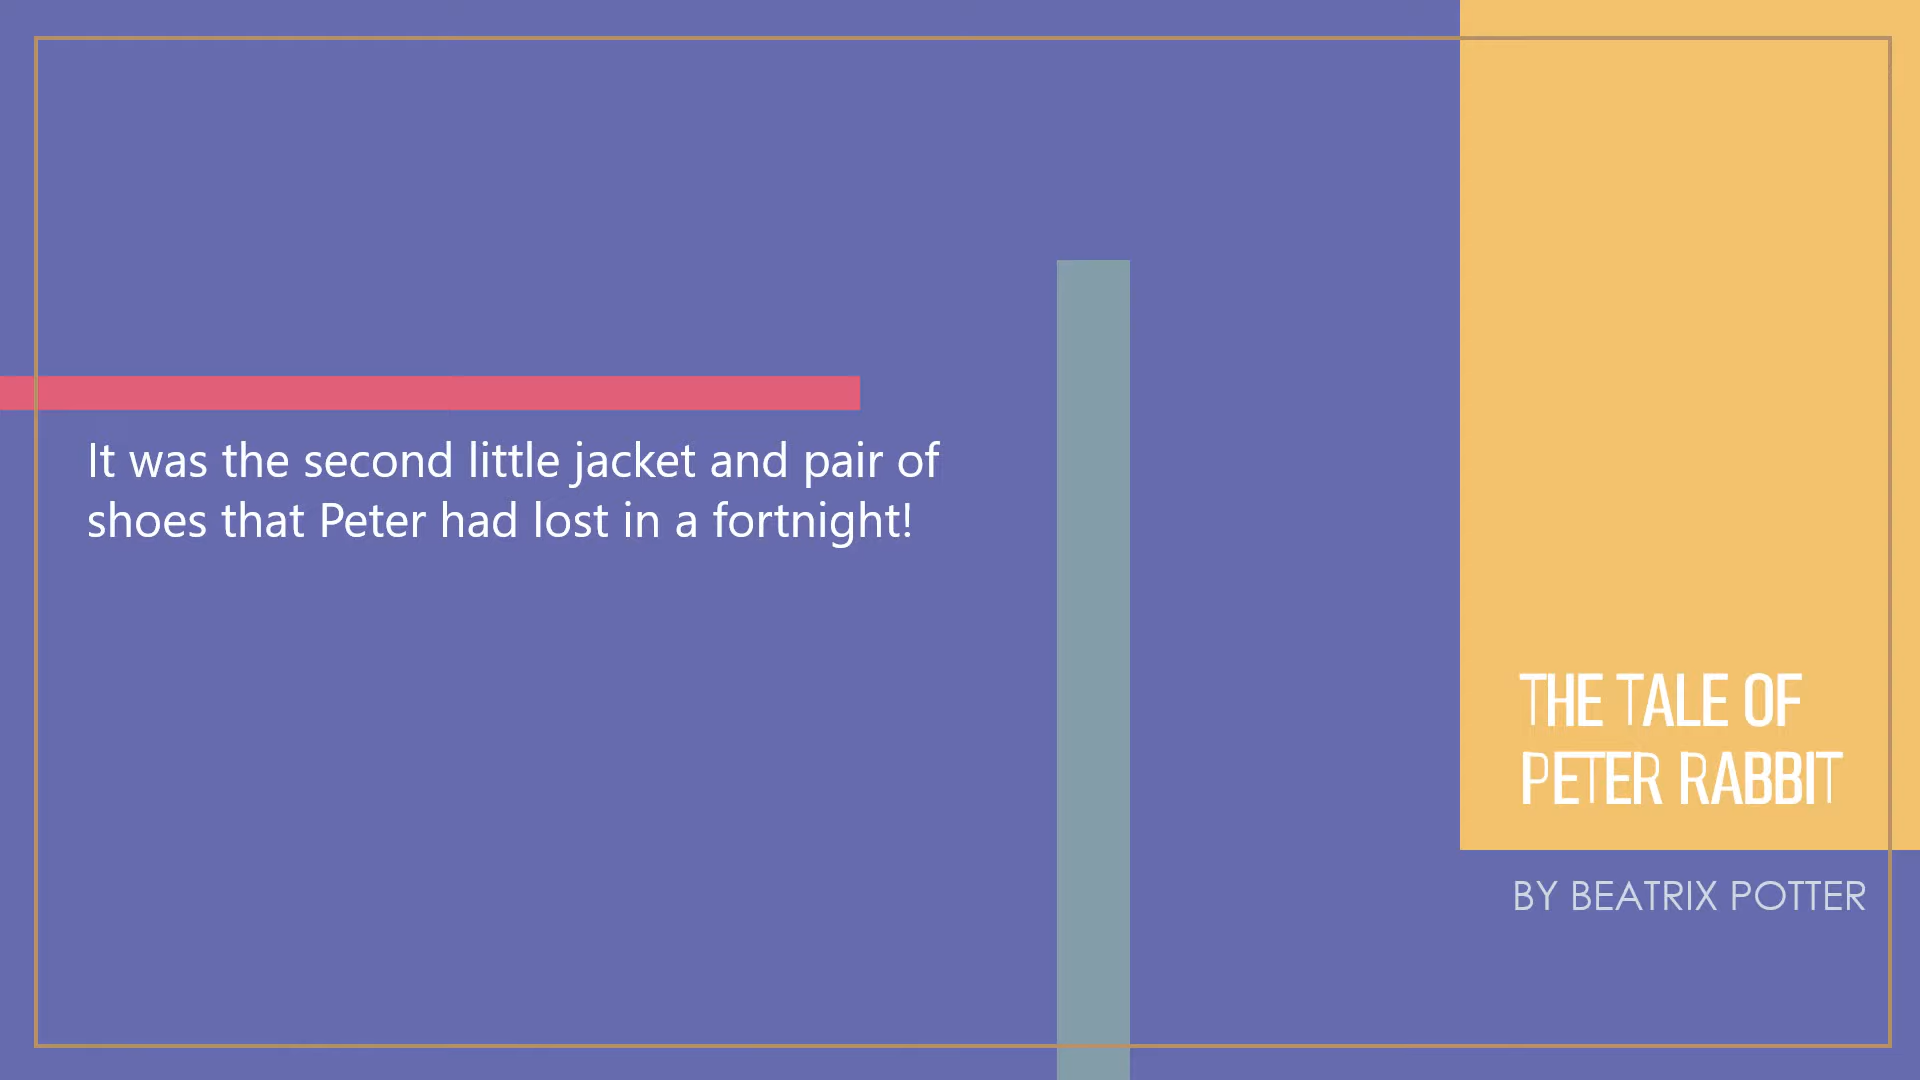 It was the second little jacket and pair of
shoes that Peter had lost in a fortnight!
THE TALE OF
PETER RABBIT
BY BEATRIX POTTER